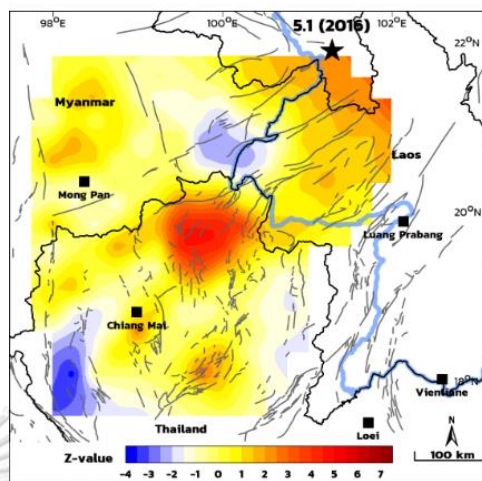 98°E 100°E 102°E
5.1 (2016)
22°N
Myanmar
Laos
Mong Pan
20°N
Luang Prabang
Chiang Mai
18°N
Vientiane
Thailand
Loei
N
Z-value
-4 -3 -2 -1 0 1 2 3 4 5 6 7
100 km